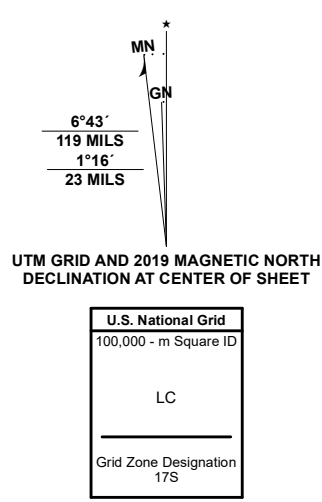 MN
GN
6°43´
119 MILS
1°16´
23 MILS
UTM GRID AND 2019 MAGNETIC NORTH
DECLINATION AT CENTER OF SHEET
U.S. National Grid
100,000 - m Square ID
LC
Grid Zone Designation
17S